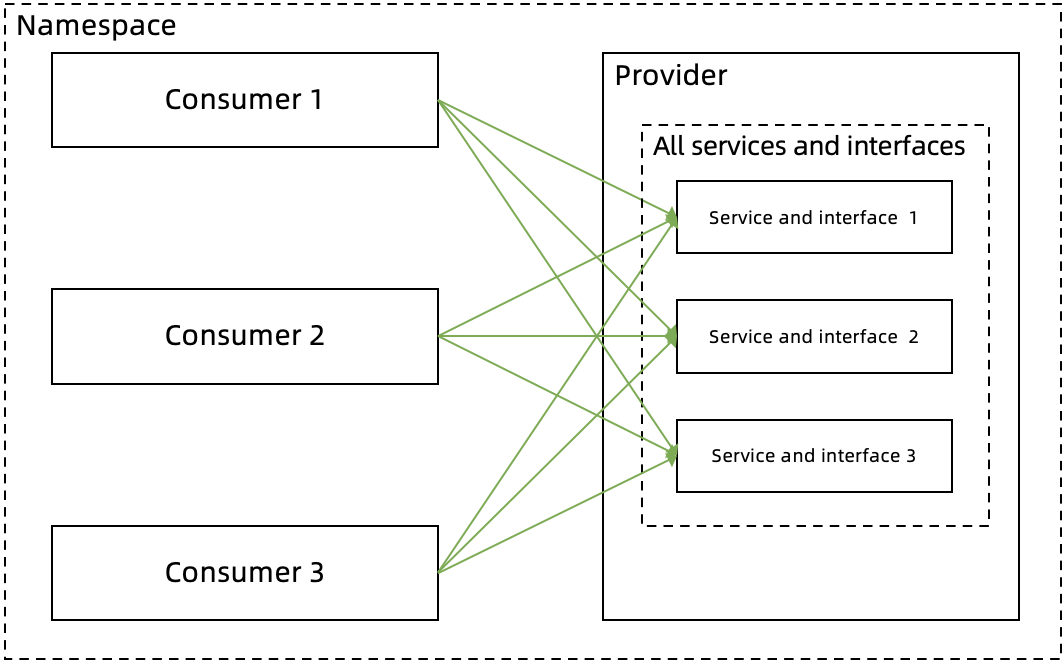 Namespace
Consumer 1
Provider
All services and interfaces
Service and interface 1
Consumer 2
Service and interface 2
Service and interface 3
Consumer 3